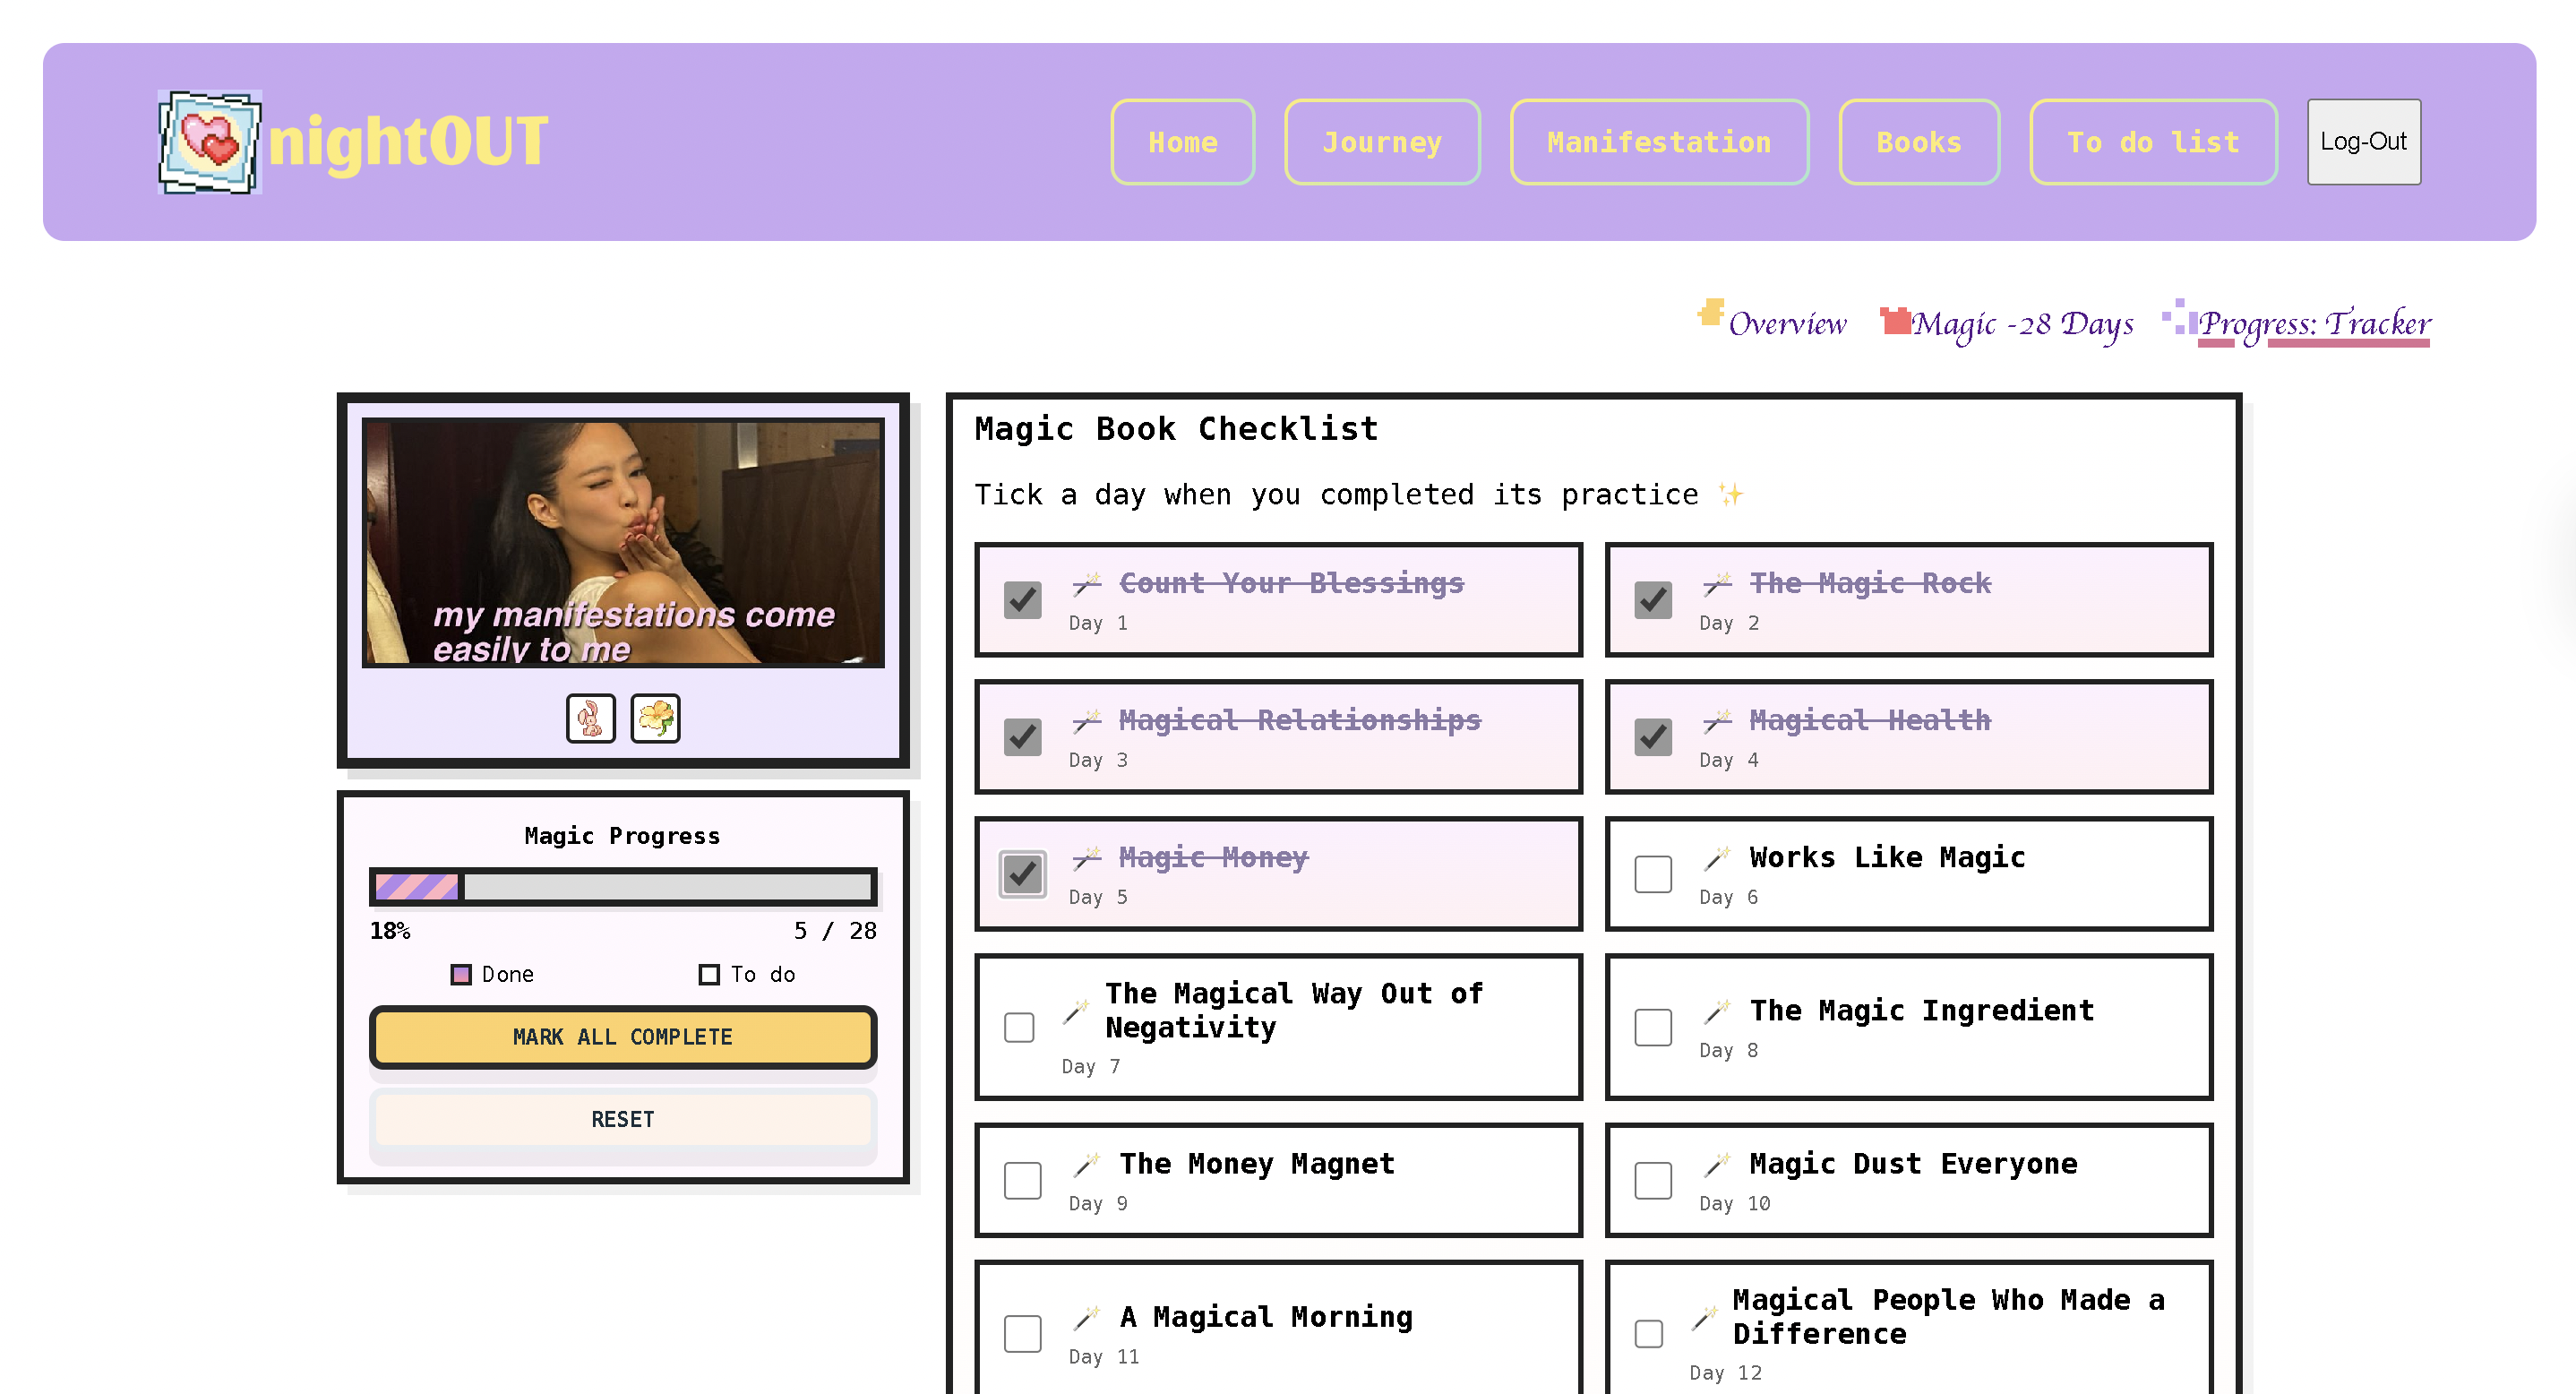 nightOUT
Home
Journey
Manifestation
Books
To do list
Log-Out
Overview
Magic -28 Days
Progress: Tracker
my manifestations come
easily to me
Magic Progress
18%
5 / 28
Done
To do
MARK ALL COMPLETE
RESET
Magic Book Checklist
Tick a day when you completed its practice ✨
Count Your Blessings
Day 1
The Magic Rock
Day 2
Magical Relationships
Day 3
Magical Health
Day 4
Magic Money
Day 5
Works Like Magic
Day 6
The Magical Way Out of
Negativity
Day 7
The Magic Ingredient
Day 8
The Money Magnet
Day 9
Magic Dust Everyone
Day 10
A Magical Morning
Day 11
Magical People Who Made a
Difference
Day 12